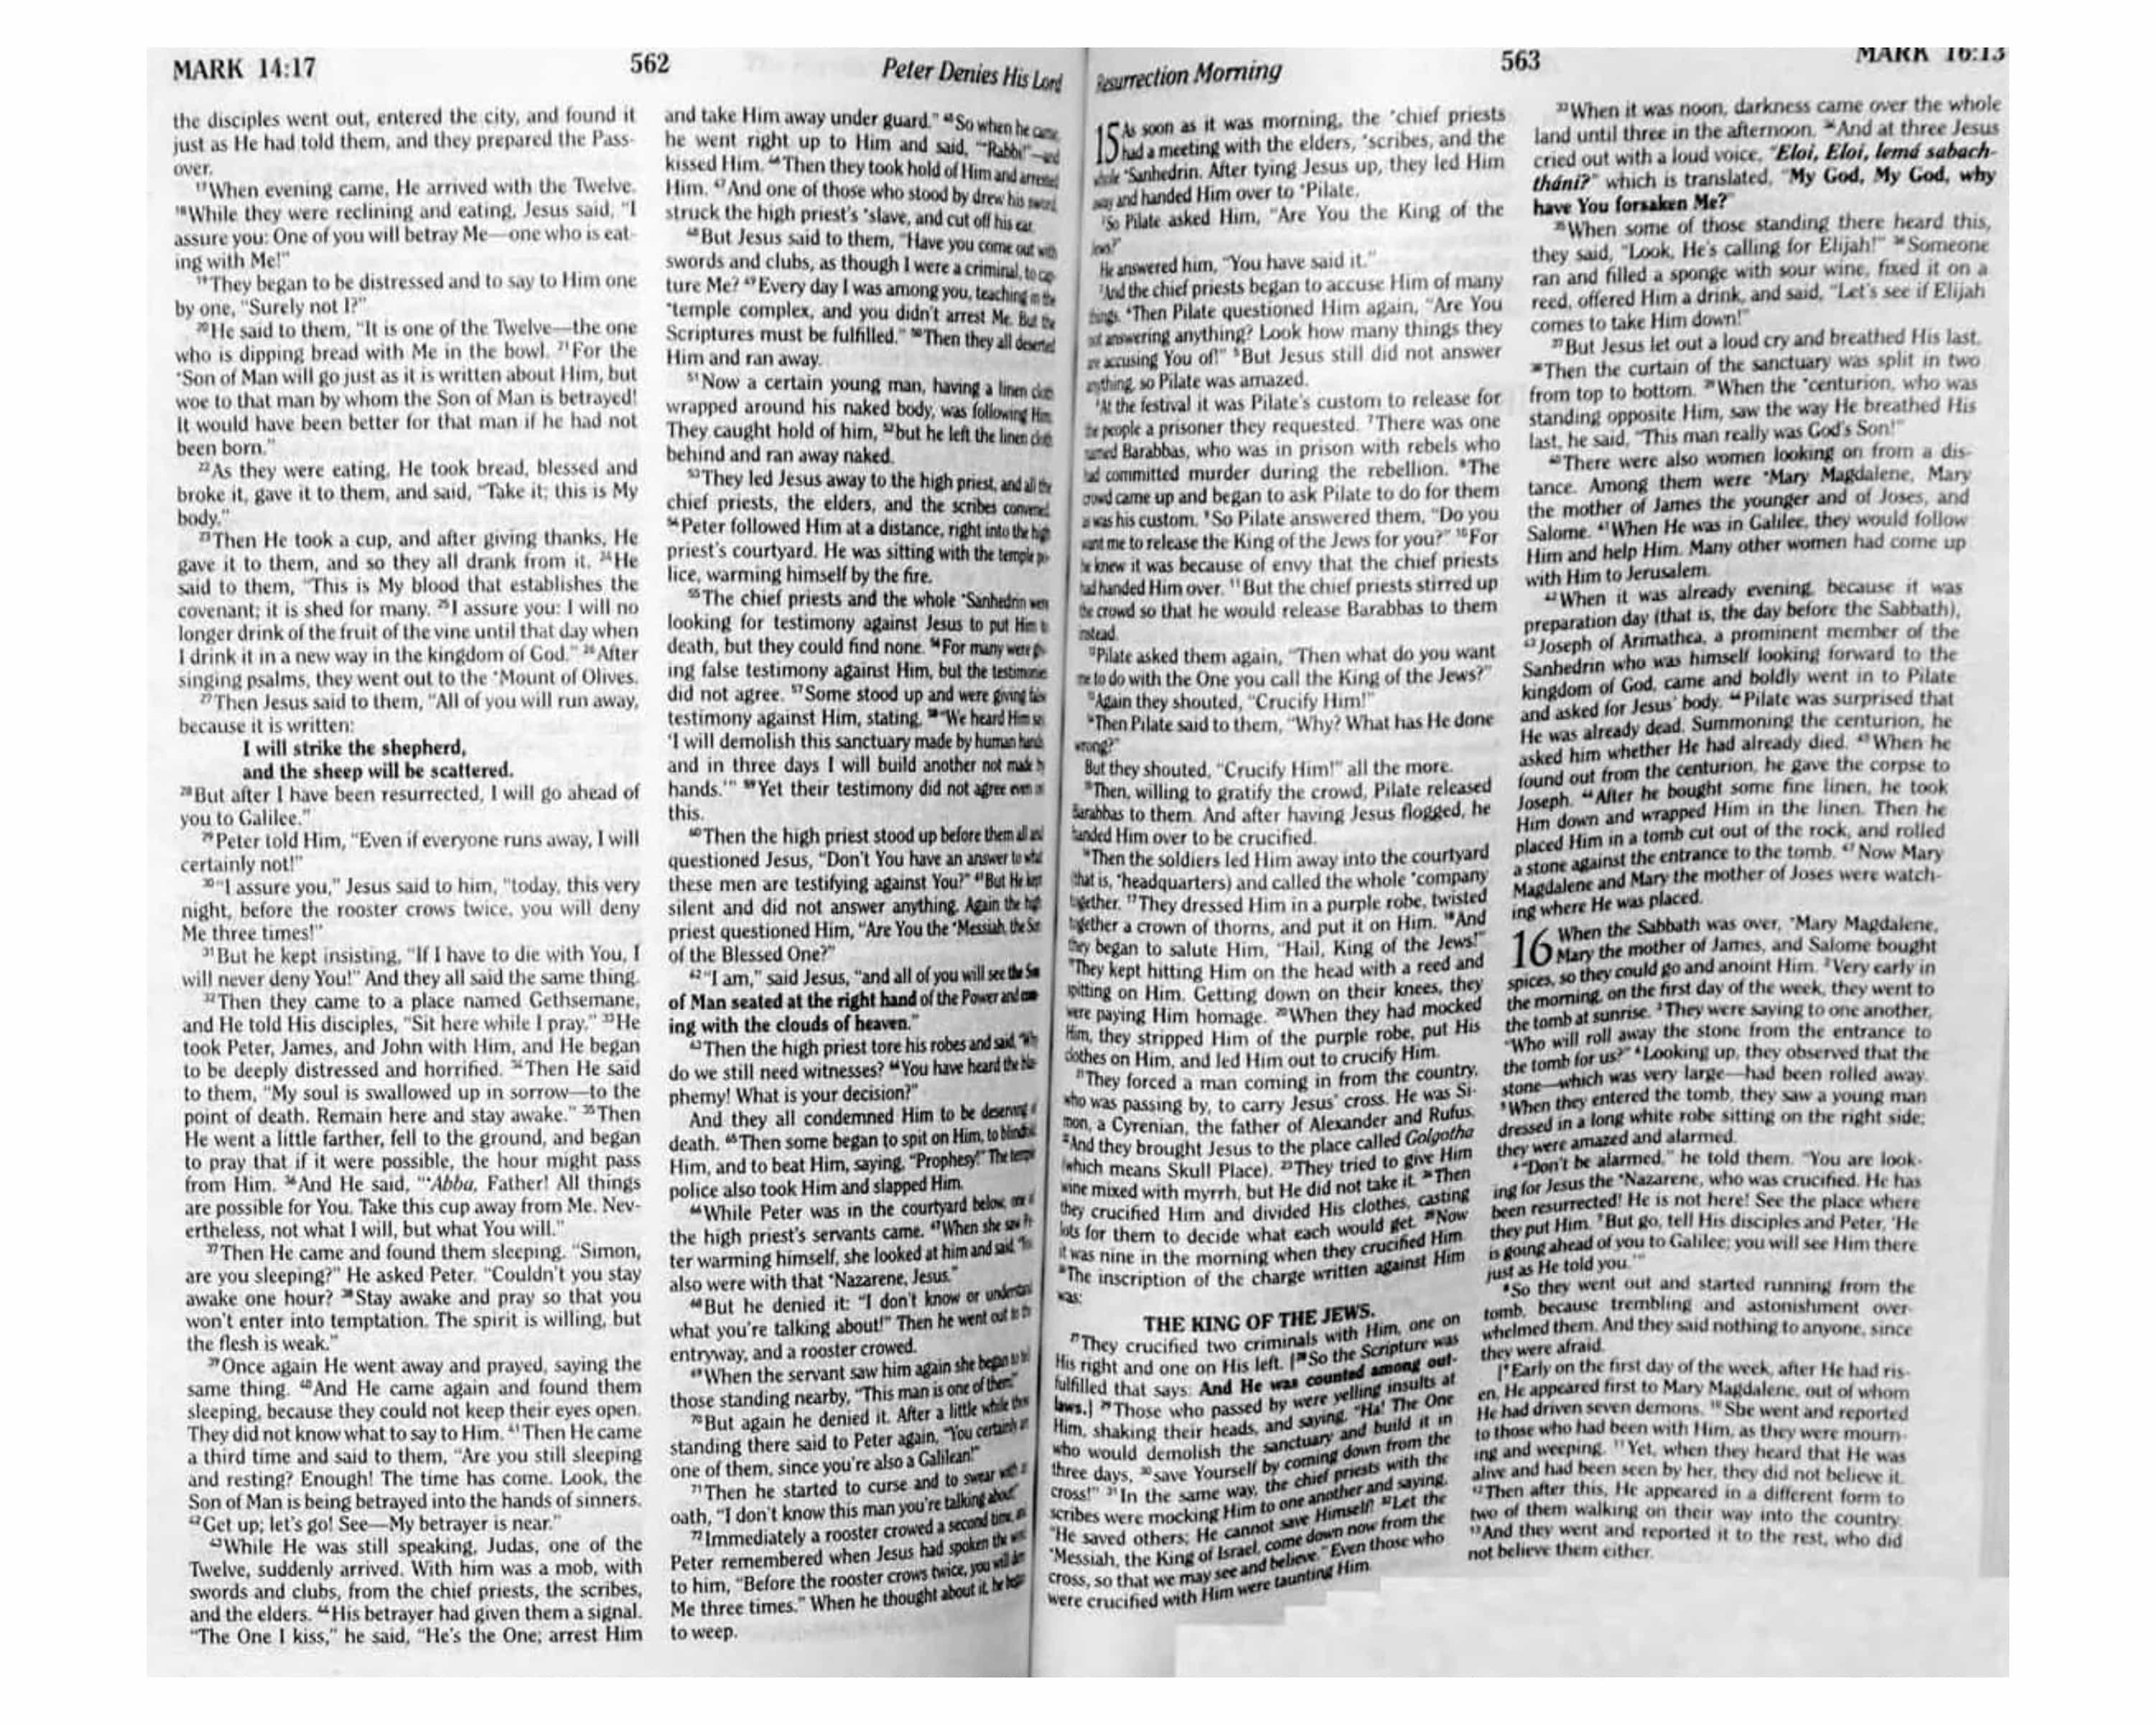 MARK 14:17
562
Peter Denies His Lord
the disciples went out, entered the city, and found it
just as He had told them, and they prepared the Pass-
over.
17When evening came, He arrived with the Twelve.
18While they were reclining and eating, Jesus said, "I
assure you: One of you will betray Me—one who is eat-
ing with Me!"
19They began to be distressed and to say to Him one
by one, "Surely not I?"
20He said to them, "It is one of the Twelve—the one
who is dipping bread with Me in the bowl. 21For the
*Son of Man will go just as it is written about Him, but
woe to that man by whom the Son of Man is betrayed!
It would have been better for that man if he had not
been born."
22As they were eating, He took bread, blessed and
broke it, gave it to them, and said, "Take it; this is My
body."
23Then He took a cup, and after giving thanks, He
gave it to them, and so they all drank from it. 24He
said to them, "This is My blood that establishes the
covenant; it is shed for many. 25I assure you: I will no
longer drink of the fruit of the vine until that day when
I drink it in a new way in the kingdom of God." 26After
singing psalms, they went out to the *Mount of Olives.
27Then Jesus said to them, "All of you will run away,
because it is written:
I will strike the shepherd,
and the sheep will be scattered.
28But after I have been resurrected, I will go ahead of
you to Galilee."
29Peter told Him, "Even if everyone runs away, I will
certainly not!"
30"I assure you," Jesus said to him, "today, this very
night, before the rooster crows twice, you will deny
Me three times!"
31But he kept insisting, "If I have to die with You, I
will never deny You!" And they all said the same thing.
32Then they came to a place named Gethsemane,
and He told His disciples, "Sit here while I pray." 33He
took Peter, James, and John with Him, and He began
to be deeply distressed and horrified. 34Then He said
to them, "My soul is swallowed up in sorrow—to the
point of death. Remain here and stay awake." 35Then
He went a little farther, fell to the ground, and began
to pray that if it were possible, the hour might pass
from Him. 36And He said, "*Abba, Father! All things
are possible for You. Take this cup away from Me. Nev-
ertheless, not what I will, but what You will."
37Then He came and found them sleeping. "Simon,
are you sleeping?" He asked Peter. "Couldn't you stay
awake one hour? 38Stay awake and pray so that you
won't enter into temptation. The spirit is willing, but
the flesh is weak."
39Once again He went away and prayed, saying the
same thing. 40And He came again and found them
sleeping, because they could not keep their eyes open.
They did not know what to say to Him. 41Then He came
a third time and said to them, "Are you still sleeping
and resting? Enough! The time has come. Look, the
Son of Man is being betrayed into the hands of sinners.
42Get up; let's go! See—My betrayer is near."
43While He was still speaking, Judas, one of the
Twelve, suddenly arrived. With him was a mob, with
swords and clubs, from the chief priests, the scribes,
and the elders. 44His betrayer had given them a signal.
"The One I kiss," he said, "He's the One; arrest Him
and take Him away under guard." 45So when he came,
he went right up to Him and said, "*Rabbi!"—and
kissed Him. 46Then they took hold of Him and arrested
Him. 47And one of those who stood by drew his sword,
struck the high priest's *slave, and cut off his ear.
48But Jesus said to them, "Have you come out with
swords and clubs, as though I were a criminal, to cap-
ture Me? 49Every day I was among you, teaching in the
*temple complex, and you didn't arrest Me. But the
Scriptures must be fulfilled." 50Then they all deserted
Him and ran away.
51Now a certain young man, having a linen cloth
wrapped around his naked body, was following Him.
They caught hold of him, 52but he left the linen cloth
behind and ran away naked.
53They led Jesus away to the high priest, and all the
chief priests, the elders, and the scribes convened.
54Peter followed Him at a distance, right into the high
priest's courtyard. He was sitting with the temple po-
lice, warming himself by the fire.
55The chief priests and the whole *Sanhedrin were
looking for testimony against Jesus to put Him to
death, but they could find none. 56For many were giv-
ing false testimony against Him, but the testimonies
did not agree. 57Some stood up and were giving false
testimony against Him, stating, 58"We heard Him say,
'I will demolish this sanctuary made by human hands,
and in three days I will build another not made by
hands.'" 59Yet their testimony did not agree even on
this.
60Then the high priest stood up before them all and
questioned Jesus, "Don't You have an answer to what
these men are testifying against You?" 61But He kept
silent and did not answer anything. Again the high
priest questioned Him, "Are You the *Messiah, the Son
of the Blessed One?"
62"I am," said Jesus, "and all of you will see the Son
of Man seated at the right hand of the Power and com-
ing with the clouds of heaven."
63Then the high priest tore his robes and said, "Why
do we still need witnesses? 64You have heard the blas-
phemy! What is your decision?"
And they all condemned Him to be deserving of
death. 65Then some began to spit on Him, to blindfold
Him, and to beat Him, saying, "Prophesy!" The temple
police also took Him and slapped Him.
66While Peter was in the courtyard below, one of
the high priest's servants came. 67When she saw Pe-
ter warming himself, she looked at him and said, "You
also were with that *Nazarene, Jesus."
68But he denied it: "I don't know or understand
what you're talking about!" Then he went out to the
entryway, and a rooster crowed.
69When the servant saw him again she began to tell
those standing nearby, "This man is one of them!"
70But again he denied it. After a little while those
standing there said to Peter again, "You certainly are
one of them, since you're also a Galilean!"
71Then he started to curse and to swear with an
oath, "I don't know this man you're talking about!"
72Immediately a rooster crowed a second time, and
Peter remembered when Jesus had spoken the word
to him, "Before the rooster crows twice, you will deny
Me three times." When he thought about it, he began
to weep.
Resurrection Morning
563
MARK 16:13
15As soon as it was morning, the *chief priests
had a meeting with the elders, *scribes, and the
whole *Sanhedrin. After tying Jesus up, they led Him
away and handed Him over to *Pilate.
2So Pilate asked Him, "Are You the King of the
Jews?"
He answered him, "You have said it."
3And the chief priests began to accuse Him of many
things. 4Then Pilate questioned Him again, "Are You
not answering anything? Look how many things they
are accusing You of!" 5But Jesus still did not answer
anything, so Pilate was amazed.
6At the festival it was Pilate's custom to release for
the people a prisoner they requested. 7There was one
named Barabbas, who was in prison with rebels who
had committed murder during the rebellion. 8The
crowd came up and began to ask Pilate to do for them
as was his custom. 9So Pilate answered them, "Do you
want me to release the King of the Jews for you?" 10For
he knew it was because of envy that the chief priests
had handed Him over. 11But the chief priests stirred up
the crowd so that he would release Barabbas to them
instead.
12Pilate asked them again, "Then what do you want
me to do with the One you call the King of the Jews?"
13Again they shouted, "Crucify Him!"
14Then Pilate said to them, "Why? What has He done
wrong?"
But they shouted, "Crucify Him!" all the more.
15Then, willing to gratify the crowd, Pilate released
Barabbas to them. And after having Jesus flogged, he
handed Him over to be crucified.
16Then the soldiers led Him away into the courtyard
(that is, *headquarters) and called the whole *company
together. 17They dressed Him in a purple robe, twisted
together a crown of thorns, and put it on Him. 18And
they began to salute Him, "Hail, King of the Jews!"
19They kept hitting Him on the head with a reed and
spitting on Him. Getting down on their knees, they
were paying Him homage. 20When they had mocked
Him, they stripped Him of the purple robe, put His
clothes on Him, and led Him out to crucify Him.
21They forced a man coming in from the country,
who was passing by, to carry Jesus' cross. He was Si-
mon, a Cyrenian, the father of Alexander and Rufus.
22And they brought Jesus to the place called Golgotha
(which means Skull Place). 23They tried to give Him
wine mixed with myrrh, but He did not take it. 24Then
they crucified Him and divided His clothes, casting
lots for them to decide what each would get. 25Now
it was nine in the morning when they crucified Him.
26The inscription of the charge written against Him
was:
THE KING OF THE JEWS.
27They crucified two criminals with Him, one on
His right and one on His left. [28So the Scripture was
fulfilled that says: And He was counted among out-
laws.] 29Those who passed by were yelling insults at
Him, shaking their heads, and saying, "Ha! The One
who would demolish the sanctuary and build it in
three days, 30save Yourself by coming down from the
cross!" 31In the same way, the chief priests with the
scribes were mocking Him to one another and saying,
"He saved others; He cannot save Himself! 32Let the
*Messiah, the King of Israel, come down now from the
cross, so that we may see and believe." Even those who
were crucified with Him were taunting Him.
33When it was noon, darkness came over the whole
land until three in the afternoon. 34And at three Jesus
cried out with a loud voice, "Eloi, Eloi, lemá sabach-
tháni?" which is translated, "My God, My God, why
have You forsaken Me?"
35When some of those standing there heard this,
they said, "Look, He's calling for Elijah!" 36Someone
ran and filled a sponge with sour wine, fixed it on a
reed, offered Him a drink, and said, "Let's see if Elijah
comes to take Him down!"
37But Jesus let out a loud cry and breathed His last.
38Then the curtain of the sanctuary was split in two
from top to bottom. 39When the *centurion, who was
standing opposite Him, saw the way He breathed His
last, he said, "This man really was God's Son!"
40There were also women looking on from a dis-
tance. Among them were *Mary Magdalene, Mary
the mother of James the younger and of Joses, and
Salome. 41When He was in Galilee, they would follow
Him and help Him. Many other women had come up
with Him to Jerusalem.
42When it was already evening, because it was
preparation day (that is, the day before the Sabbath),
43Joseph of Arimathea, a prominent member of the
Sanhedrin who was himself looking forward to the
kingdom of God, came and boldly went in to Pilate
and asked for Jesus' body. 44Pilate was surprised that
He was already dead. Summoning the centurion, he
asked him whether He had already died. 45When he
found out from the centurion, he gave the corpse to
Joseph. 46After he bought some fine linen, he took
Him down and wrapped Him in the linen. Then he
placed Him in a tomb cut out of the rock, and rolled
a stone against the entrance to the tomb. 47Now Mary
Magdalene and Mary the mother of Joses were watch-
ing where He was placed.
16When the Sabbath was over, *Mary Magdalene,
Mary the mother of James, and Salome bought
spices, so they could go and anoint Him. 2Very early in
the morning, on the first day of the week, they went to
the tomb at sunrise. 3They were saying to one another,
"Who will roll away the stone from the entrance to
the tomb for us?" 4Looking up, they observed that the
stone—which was very large—had been rolled away.
5When they entered the tomb, they saw a young man
dressed in a long white robe sitting on the right side;
they were amazed and alarmed.
6"Don't be alarmed," he told them. "You are look-
ing for Jesus the *Nazarene, who was crucified. He has
been resurrected! He is not here! See the place where
they put Him. 7But go, tell His disciples and Peter, 'He
is going ahead of you to Galilee; you will see Him there
just as He told you.'"
8So they went out and started running from the
tomb, because trembling and astonishment over-
whelmed them. And they said nothing to anyone, since
they were afraid.
[9Early on the first day of the week, after He had ris-
en, He appeared first to Mary Magdalene, out of whom
He had driven seven demons. 10She went and reported
to those who had been with Him, as they were mourn-
ing and weeping. 11Yet, when they heard that He was
alive and had been seen by her, they did not believe it.
12Then after this, He appeared in a different form to
two of them walking on their way into the country.
13And they went and reported it to the rest, who did
not believe them either.